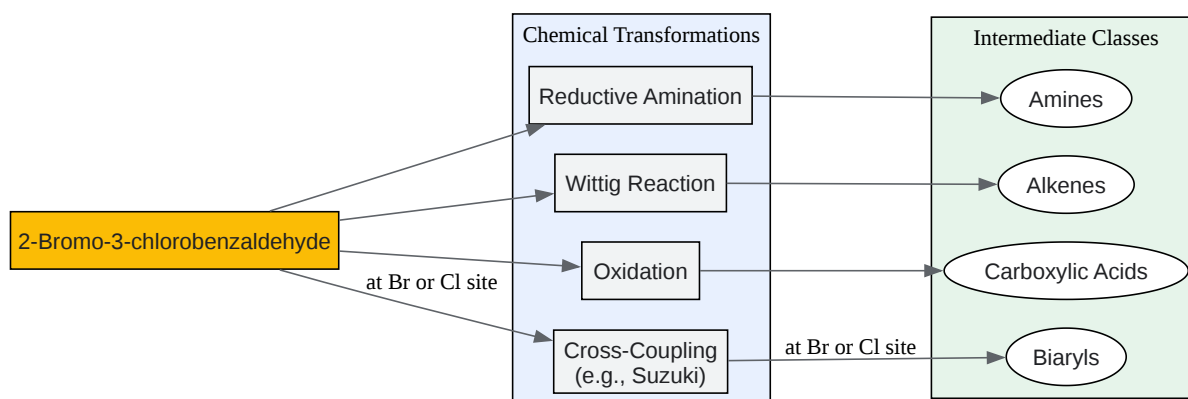 Chemical Transformations
Intermediate Classes
Reductive Amination
Amines
Wittig Reaction
Alkenes
2-Bromo-3-chlorobenzaldehyde
Oxidation
Carboxylic Acids
at Br or Cl site
Cross-Coupling
(e.g., Suzuki)
at Br or Cl site
Biaryls